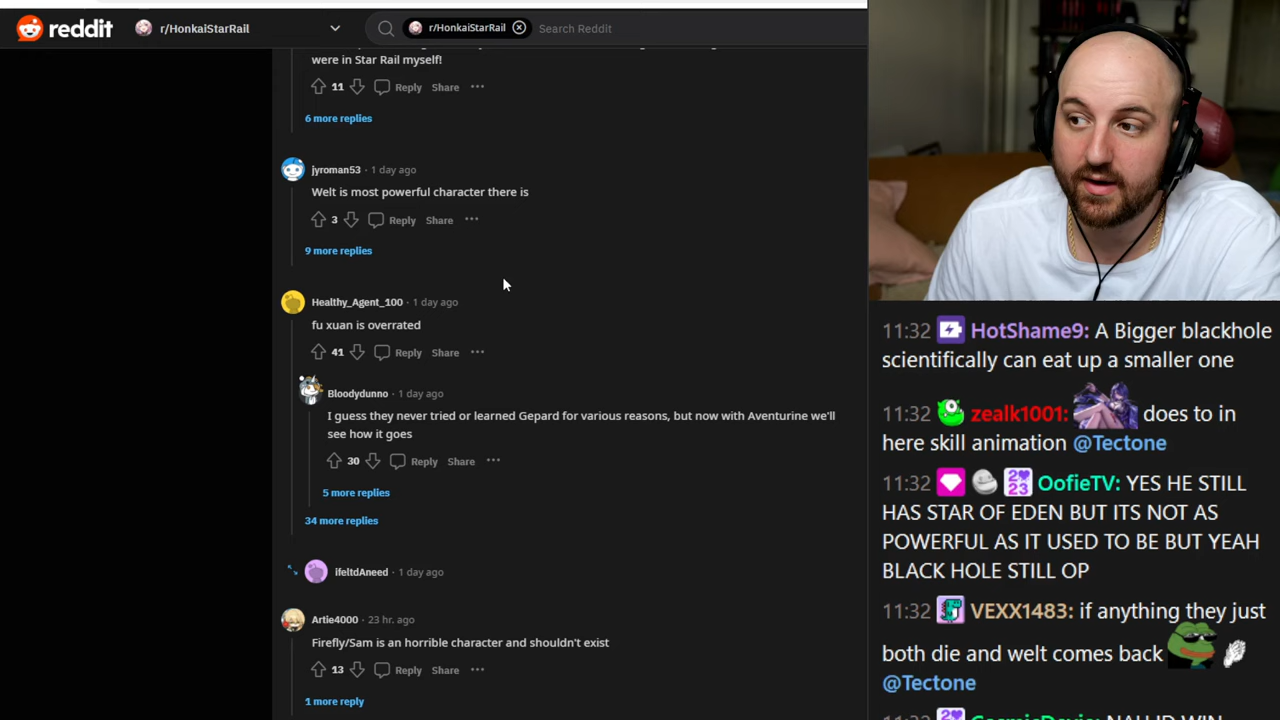 reddit
r/HonkaiStarRail
r/HonkaiStarRail
Search Reddit
were in Star Rail myself!
11
Reply
Share
6 more replies
jyroman53 · 1 day ago
Welt is most powerful character there is
3
Reply
Share
9 more replies
Healthy_Agent_100 · 1 day ago
fu xuan is overrated
41
Reply
Share
Bloodydunno · 1 day ago
I guess they never tried or learned Gepard for various reasons, but now with Aventurine we'll
see how it goes
30
Reply
Share
5 more replies
34 more replies
ifeltdAneed · 1 day ago
Artie4000 · 23 hr. ago
Firefly/Sam is an horrible character and shouldn't exist
13
Reply
Share
1 more reply
11:32 HotShame9: A Bigger blackhole
scientifically can eat up a smaller one
11:32 zealk1001: does to in
here skill animation @Tectone
11:32 2023 OofieTV: YES HE STILL
HAS STAR OF EDEN BUT ITS NOT AS
POWERFUL AS IT USED TO BE BUT YEAH
BLACK HOLE STILL OP
11:32 VEXX1483: if anything they just
both die and welt comes back
@Tectone